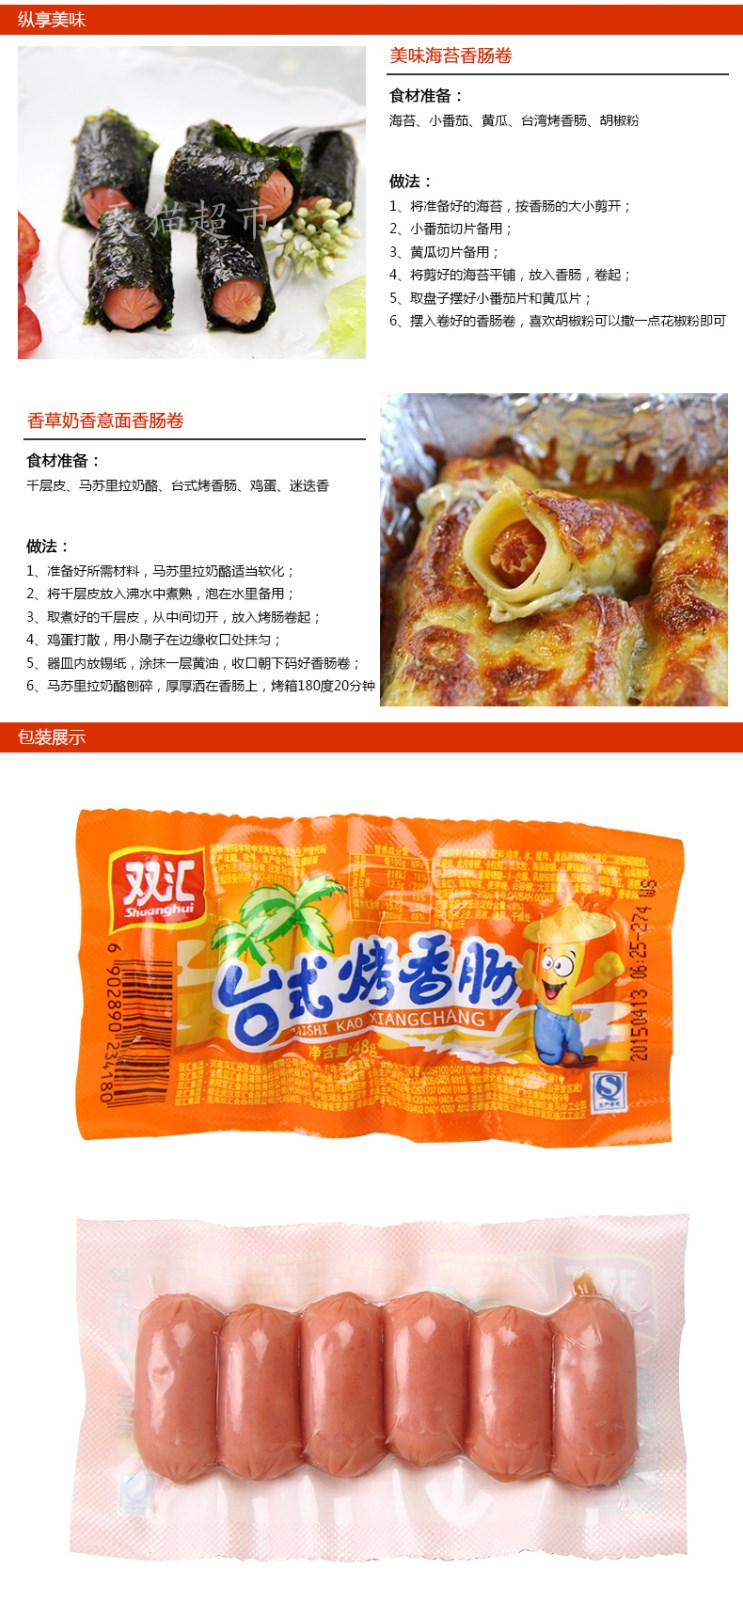 纵享美味
美味海苔香肠卷
食材准备：
海苔、小番茄、黄瓜、台湾烤香肠、胡椒粉
做法：
1、将准备好的海苔，按香肠的大小剪开；
2、小番茄切片备用；
3、黄瓜切片备用；
4、将剪好的海苔平铺，放入香肠，卷起；
5、取盘子摆好小番茄片和黄瓜片；
6、摆入卷好的香肠卷，喜欢胡椒粉可以撒一点花椒粉即可
天猫超市
香草奶香意面香肠卷
食材准备：
千层皮、马苏里拉奶酪、台式烤香肠、鸡蛋、迷迭香
做法：
1、准备好所需材料，马苏里拉奶酪适当软化；
2、将千层皮放入沸水中煮熟，泡在水里备用；
3、取煮好的千层皮，从中间切开，放入烤肠卷起；
4、鸡蛋打散，用小刷子在边缘收口处抹匀；
5、器皿内放锡纸，涂抹一层黄油，收口朝下码好香肠卷；
6、马苏里拉奶酪刨碎，厚厚洒在香肠上，烤箱180度20分钟
包装展示
双汇
Shuanghui
台式烤香肠
TAISHI KAO XIANGCHANG
净含量:48g
6 902890 234180
20150413 06:25-274 WS